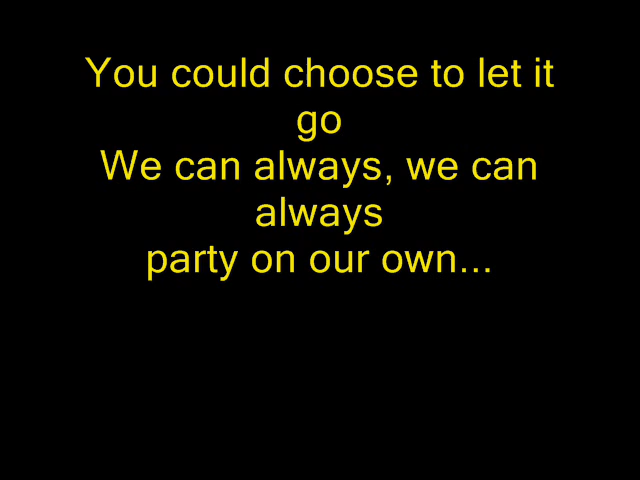 You could choose to let it
go
We can always, we can
always
party on our own...